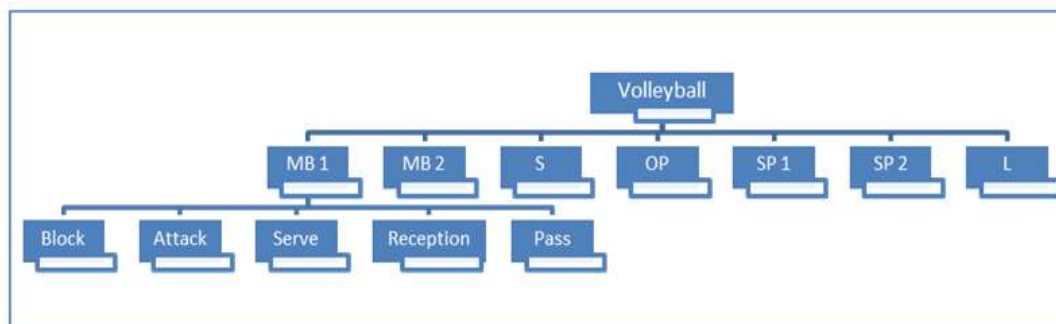 Volleyball
MB 1 MB 2 S OP SP 1 SP 2 L
Block Attack Serve Reception Pass